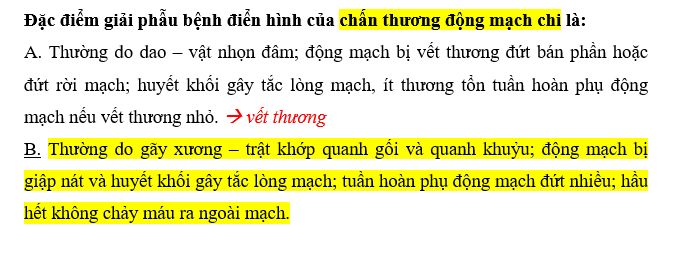 Đặc điểm giải phẫu bệnh điển hình của chấn thương động mạch chi là:
A. Thường do dao – vật nhọn đâm; động mạch bị vết thương đứt bán phần hoặc
đứt rời mạch; huyết khối gây tắc lòng mạch, ít thương tổn tuần hoàn phụ động
mạch nếu vết thương nhỏ. → vết thương
B. Thường do gãy xương – trật khớp quanh gối và quanh khuỷu; động mạch bị
giập nát và huyết khối gây tắc lòng mạch; tuần hoàn phụ động mạch đứt nhiều; hầu
hết không chảy máu ra ngoài mạch.